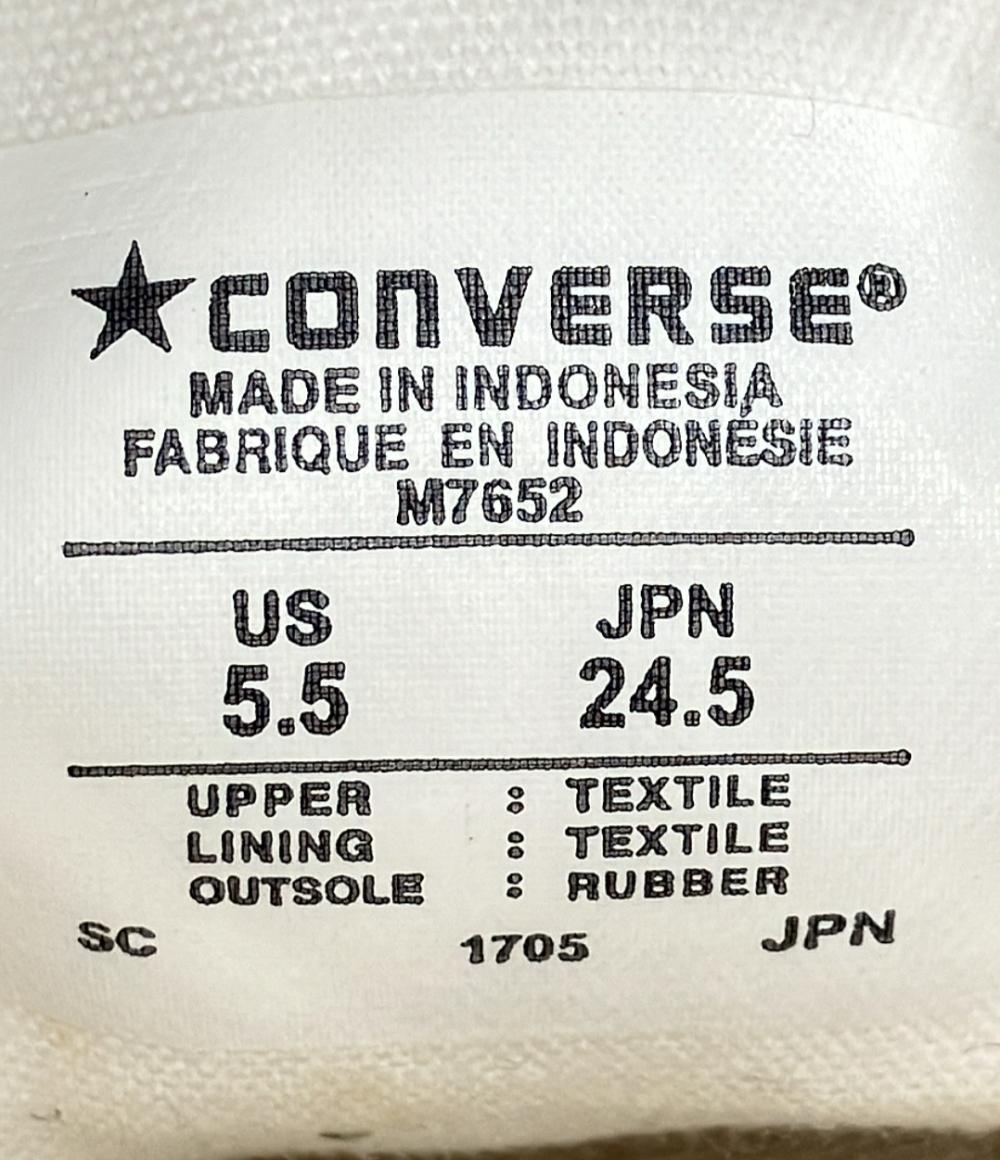 ★CONVERSE®
MADE IN INDONESIA
FABRIQUE EN INDONÉSIE
M7652
US JPN
5.5 24.5
UPPER : TEXTILE
LINING : TEXTILE
OUTSOLE : RUBBER
SC 1705 JPN